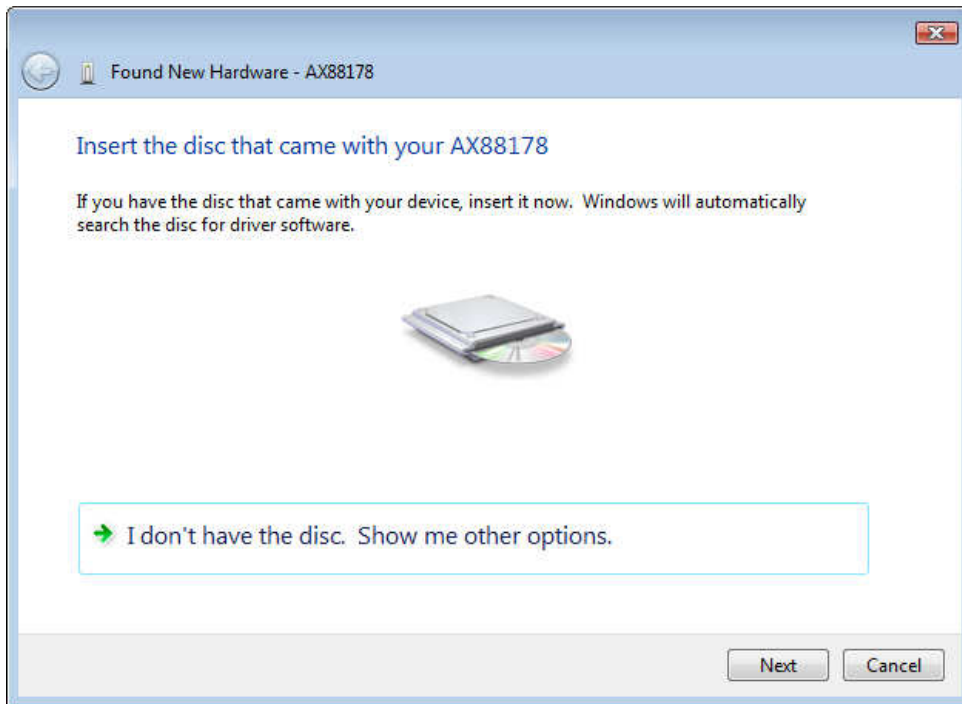 Found New Hardware - AX88178
Insert the disc that came with your AX88178
If you have the disc that came with your device, insert it now.  Windows will automatically
search the disc for driver software.
I don't have the disc.  Show me other options.
Next
Cancel